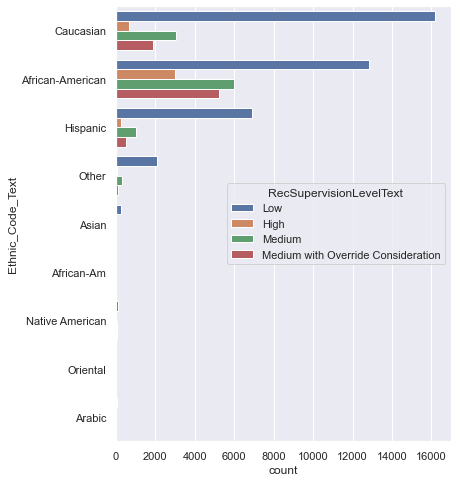 Caucasian
African-American
Hispanic
Other
Asian
African-Am
Native American
Oriental
Arabic
Ethnic_Code_Text
RecSupervisionLevelText
Low
High
Medium
Medium with Override Consideration
0 2000 4000 6000 8000 10000 12000 14000 16000
count